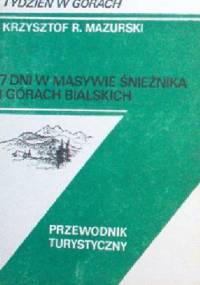 TYDZIEŃ W GÓRACH
KRZYSZTOF R. MAZURSKI
7 DNI W MASYWIE ŚNIEŻNIKA
I GÓRACH BIALSKICH
PRZEWODNIK
TURYSTYCZNY